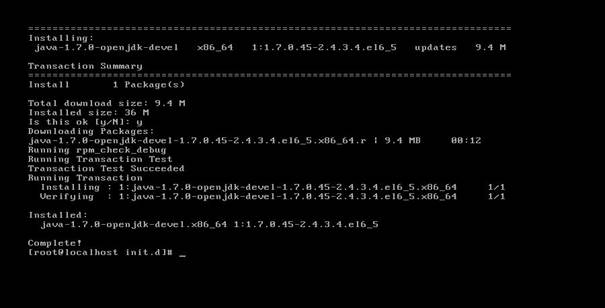 ================================================================================
Installing:
 java-1.7.0-openjdk-devel   x86_64   1:1.7.0.45-2.4.3.4.el6_5   updates   9.4 M

Transaction Summary
================================================================================
Install       1 Package(s)

Total download size: 9.4 M
Installed size: 36 M
Is this ok [y/N]: y
Downloading Packages:
java-1.7.0-openjdk-devel-1.7.0.45-2.4.3.4.el6_5.x86_64.r | 9.4 MB     00:12
Running rpm_check_debug
Running Transaction Test
Transaction Test Succeeded
Running Transaction
  Installing : 1:java-1.7.0-openjdk-devel-1.7.0.45-2.4.3.4.el6_5.x86_64     1/1
  Verifying  : 1:java-1.7.0-openjdk-devel-1.7.0.45-2.4.3.4.el6_5.x86_64     1/1

Installed:
  java-1.7.0-openjdk-devel.x86_64 1:1.7.0.45-2.4.3.4.el6_5

Complete!
[root@localhost init.d]# _